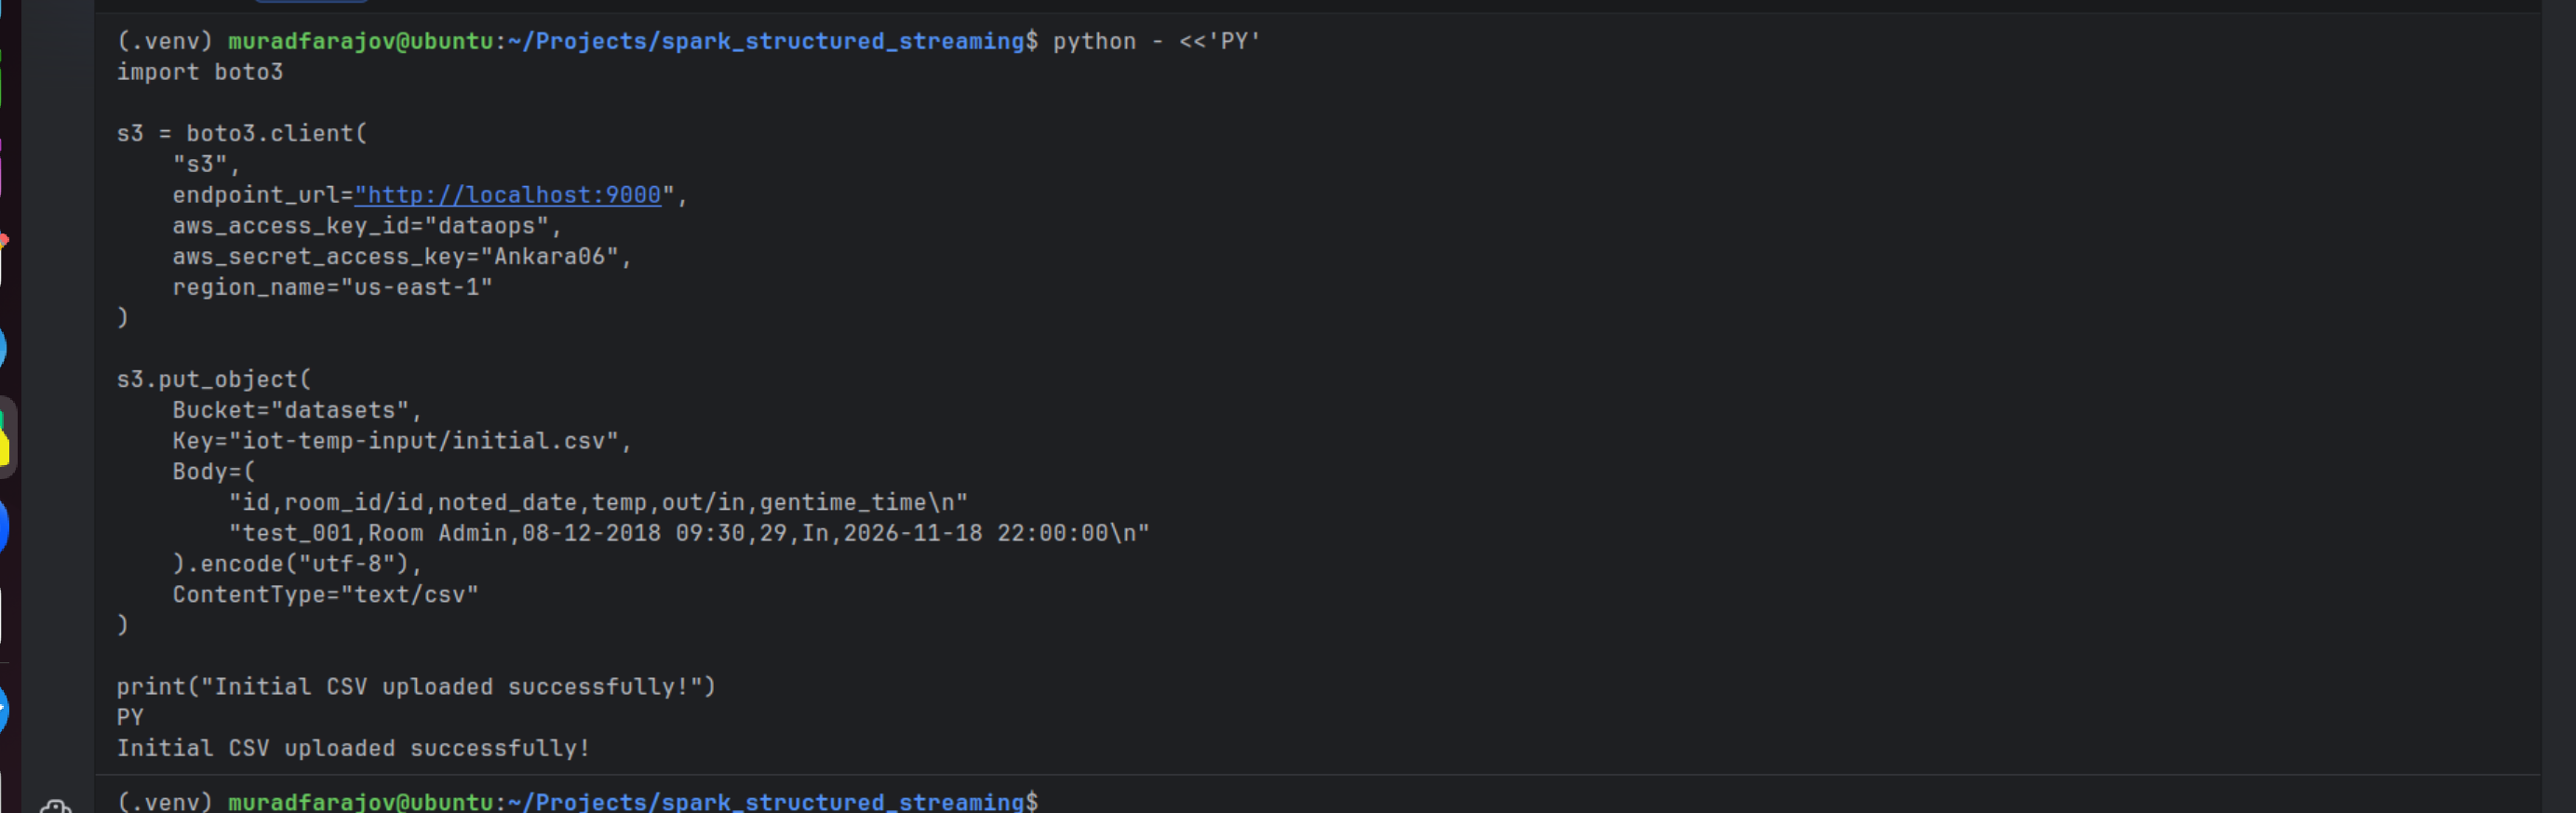 (.venv) muradfarajov@ubuntu:~/Projects/spark_structured_streaming$ python - <<'PY'
import boto3

s3 = boto3.client(
    "s3",
    endpoint_url="http://localhost:9000",
    aws_access_key_id="dataops",
    aws_secret_access_key="Ankara06",
    region_name="us-east-1"
)

s3.put_object(
    Bucket="datasets",
    Key="iot-temp-input/initial.csv",
    Body=(
        "id,room_id/id,noted_date,temp,out/in,gentime_time\n"
        "test_001,Room Admin,08-12-2018 09:30,29,In,2026-11-18 22:00:00\n"
    ).encode("utf-8"),
    ContentType="text/csv"
)

print("Initial CSV uploaded successfully!")
PY
Initial CSV uploaded successfully!
(.venv) muradfarajov@ubuntu:~/Projects/spark_structured_streaming$